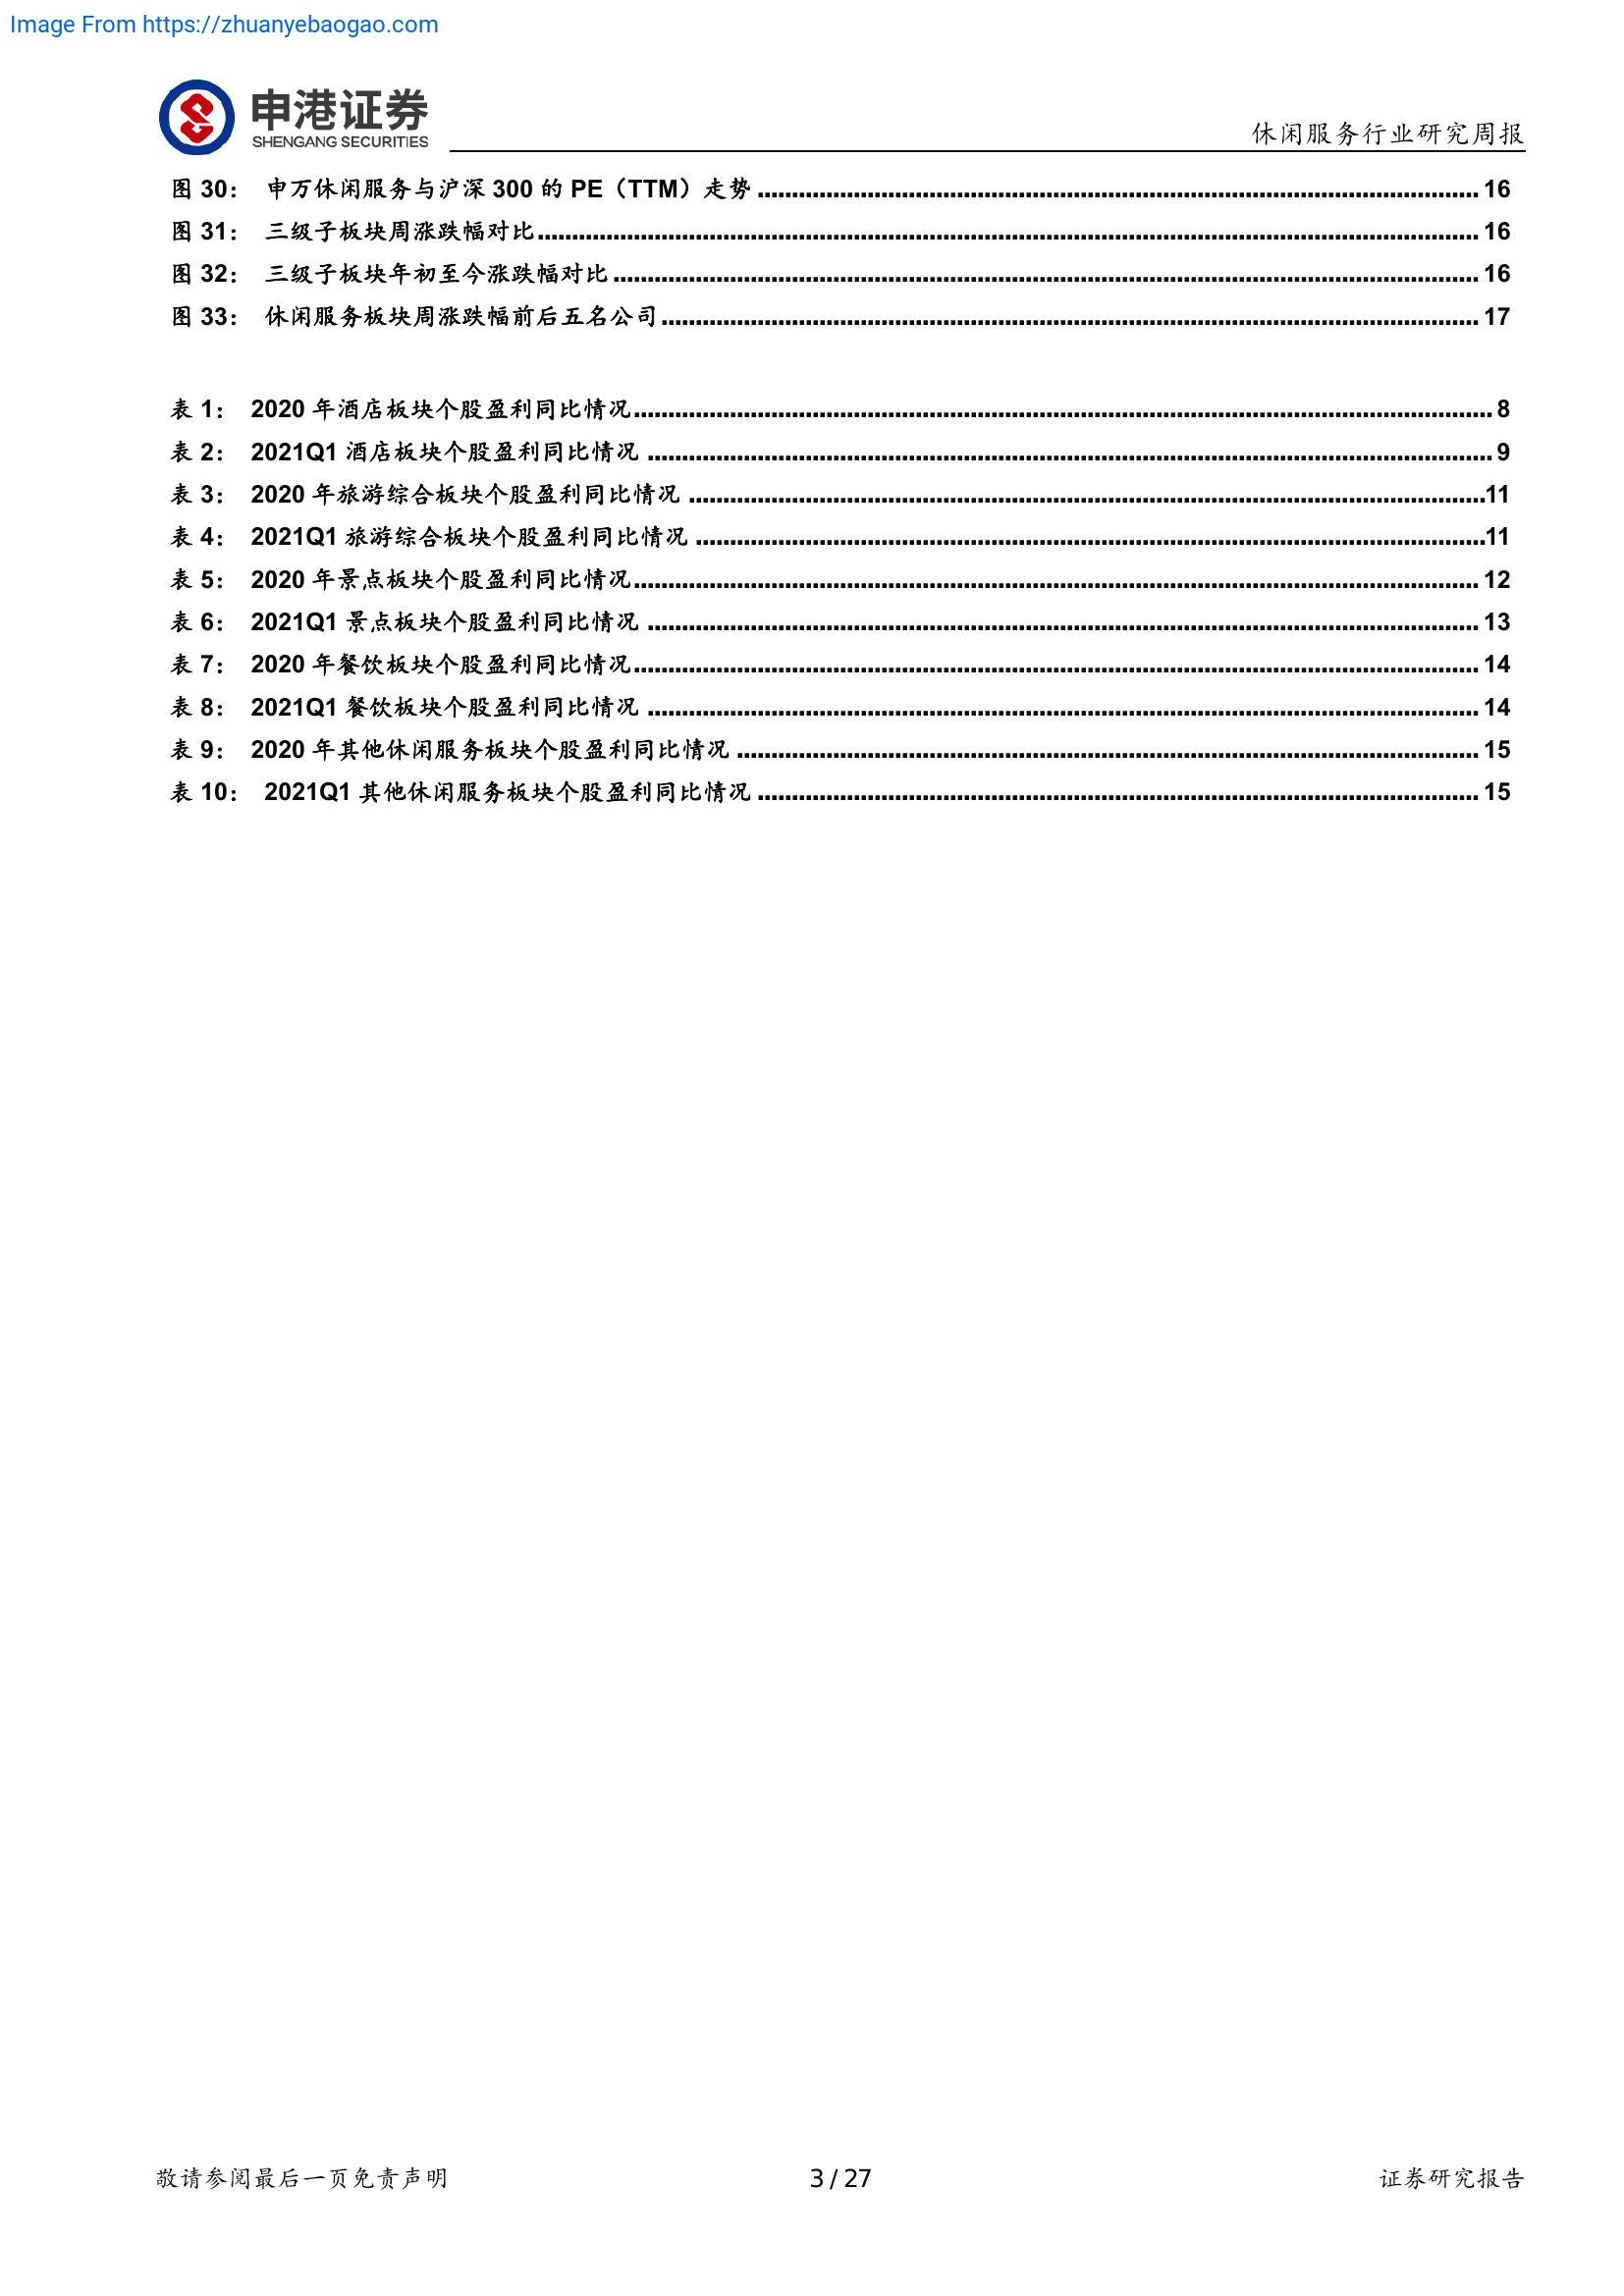 Image From https://zhuanyebaogao.com
申港证券
SHENGANG SECURITIES
休闲服务行业研究周报
图 30： 申万休闲服务与沪深 300 的 PE（TTM）走势 ........ 16
图 31： 三级子板块周涨跌幅对比 ........ 16
图 32： 三级子板块年初至今涨跌幅对比 ........ 16
图 33： 休闲服务板块周涨跌幅前后五名公司 ........ 17
表 1： 2020 年酒店板块个股盈利同比情况 ........ 8
表 2： 2021Q1 酒店板块个股盈利同比情况 ........ 9
表 3： 2020 年旅游综合板块个股盈利同比情况 ........ 11
表 4： 2021Q1 旅游综合板块个股盈利同比情况 ........ 11
表 5： 2020 年景点板块个股盈利同比情况 ........ 12
表 6： 2021Q1 景点板块个股盈利同比情况 ........ 13
表 7： 2020 年餐饮板块个股盈利同比情况 ........ 14
表 8： 2021Q1 餐饮板块个股盈利同比情况 ........ 14
表 9： 2020 年其他休闲服务板块个股盈利同比情况 ........ 15
表 10： 2021Q1 其他休闲服务板块个股盈利同比情况 ........ 15
敬请参阅最后一页免责声明 3 / 27 证券研究报告